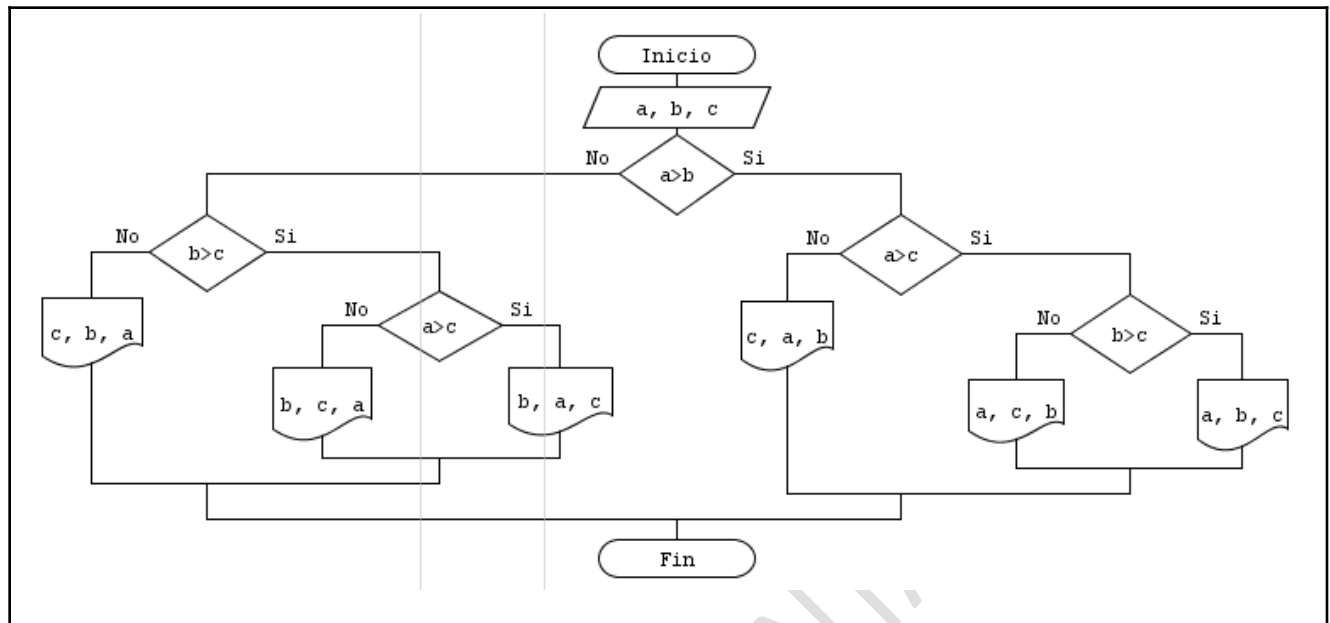 Inicio
a, b, c
No
a>b
Si
No
b>c
Si
No
a>c
Si
c, b, a
No
a>c
Si
c, a, b
No
b>c
Si
b, c, a
b, a, c
a, c, b
a, b, c
Fin